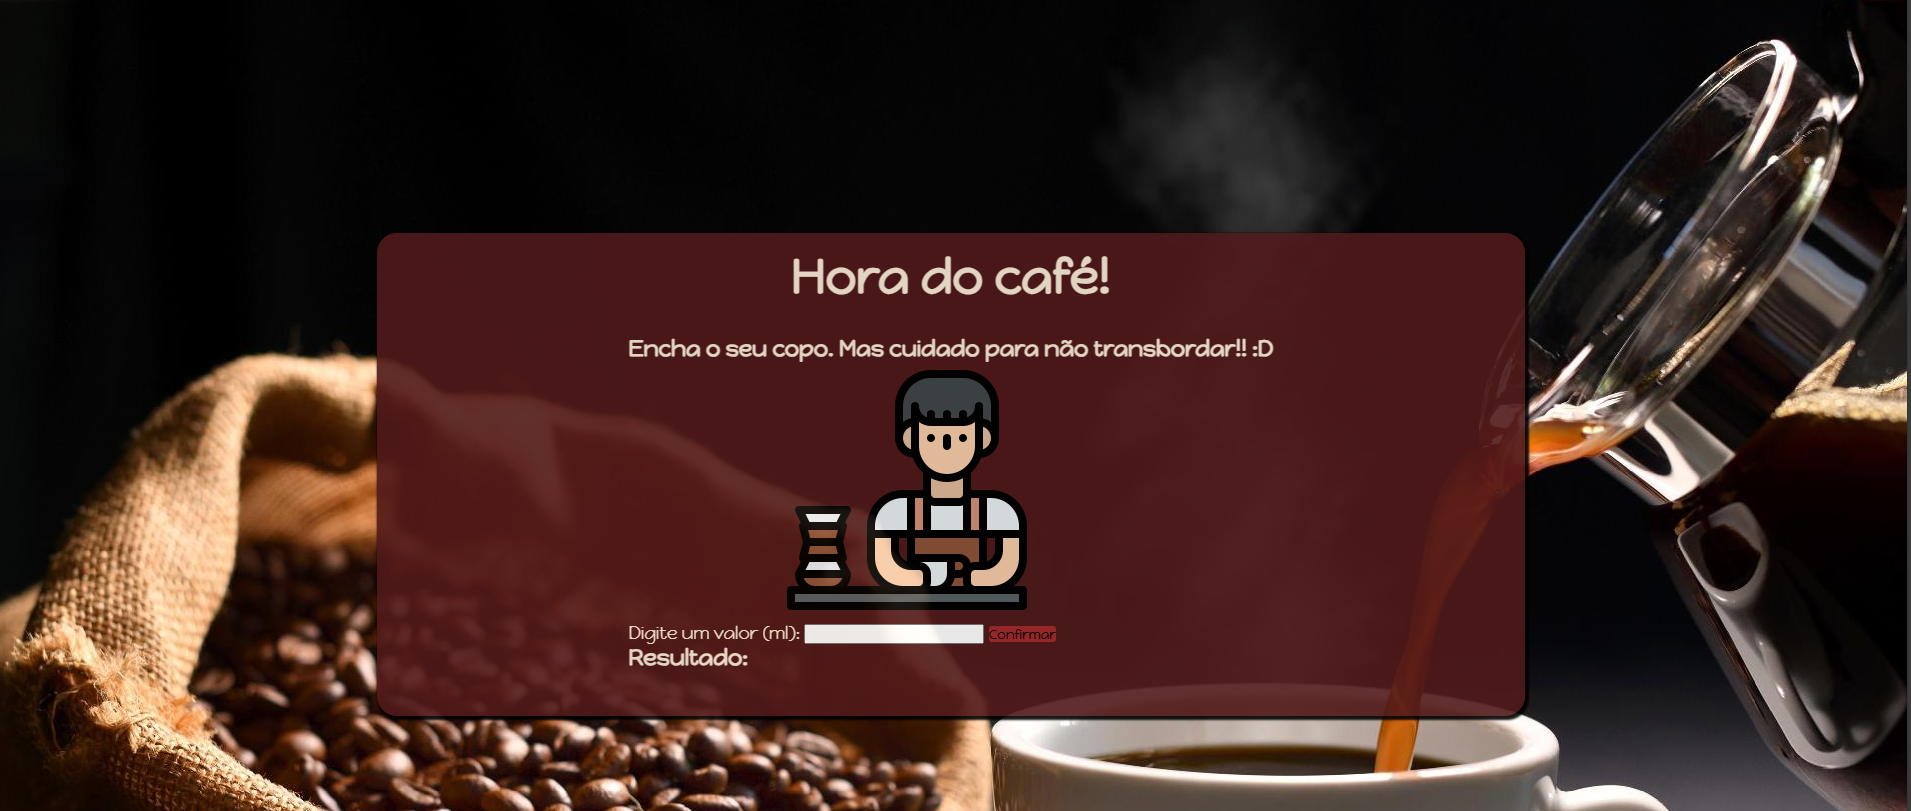 Hora do café!
Encha o seu copo. Mas cuidado para não transbordar!! :D
Digite um valor (ml): Confirmar
Resultado: